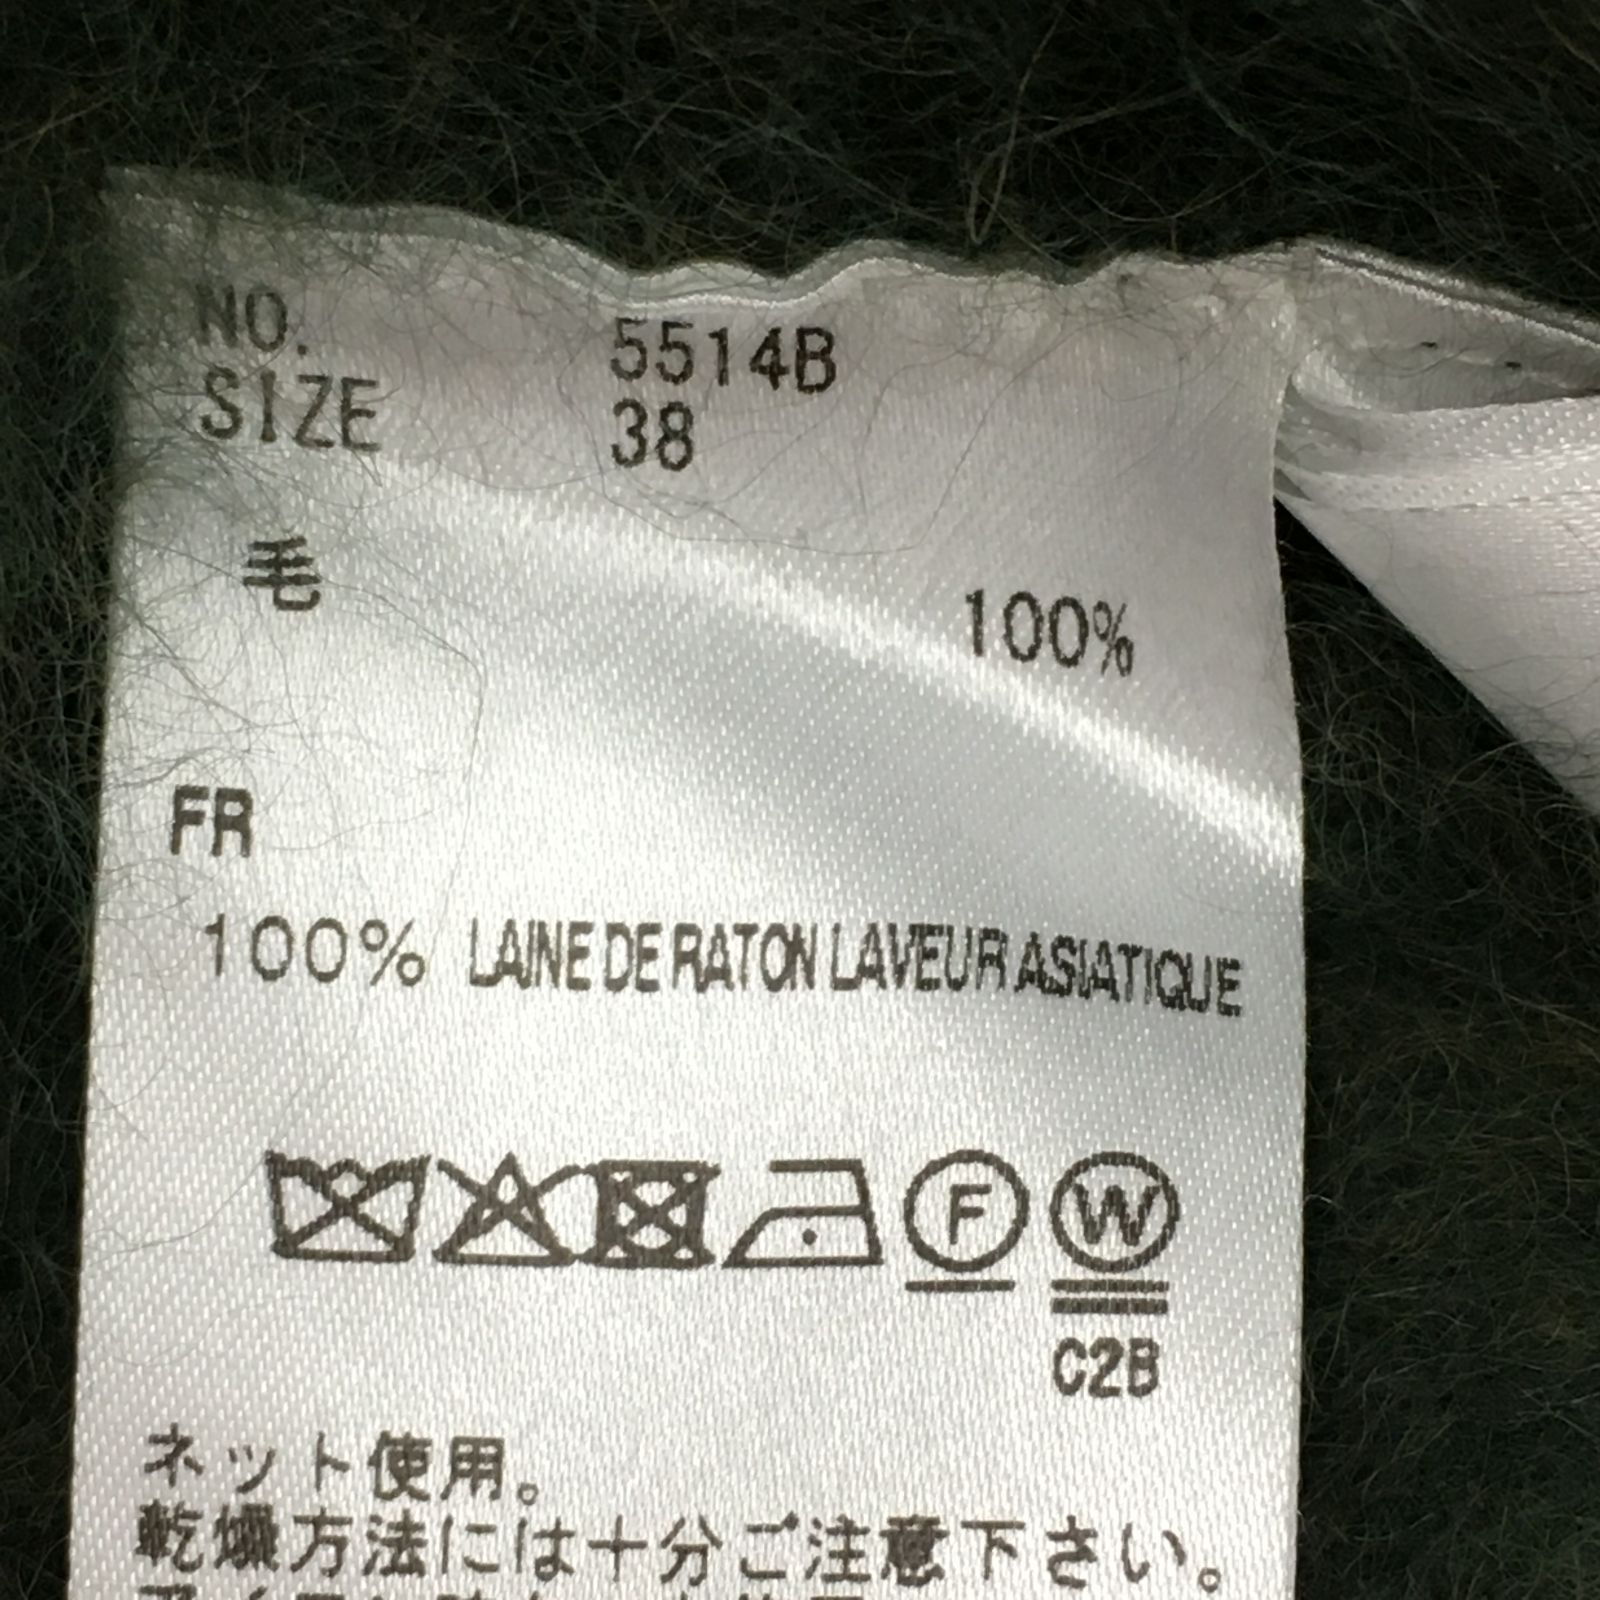 NO. 5514B
SIZE 38
毛 100%
FR
100% LAINE DE RATON LAVEUR ASIATIQUE
F W
C2B
ネット使用。
乾燥方法には十分ご注意下さい。